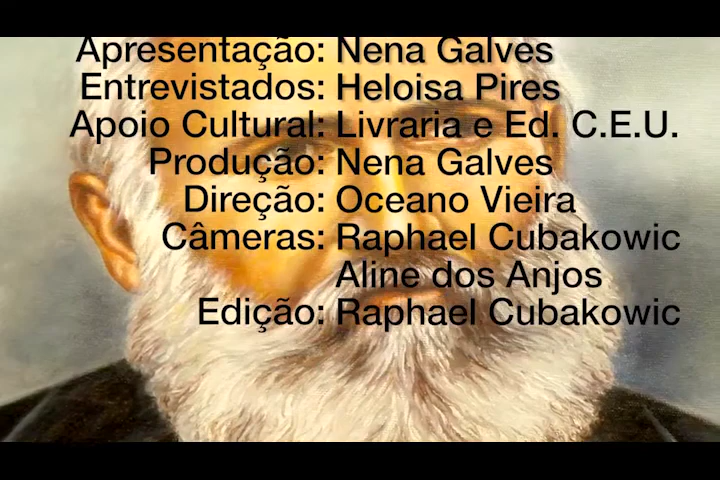 Apresentação: Nena Galves
Entrevistados: Heloisa Pires
Apoio Cultural: Livraria e Ed. C.E.U.
Produção: Nena Galves
Direção: Oceano Vieira
Câmeras: Raphael Cubakowic
Aline dos Anjos
Edição: Raphael Cubakowic